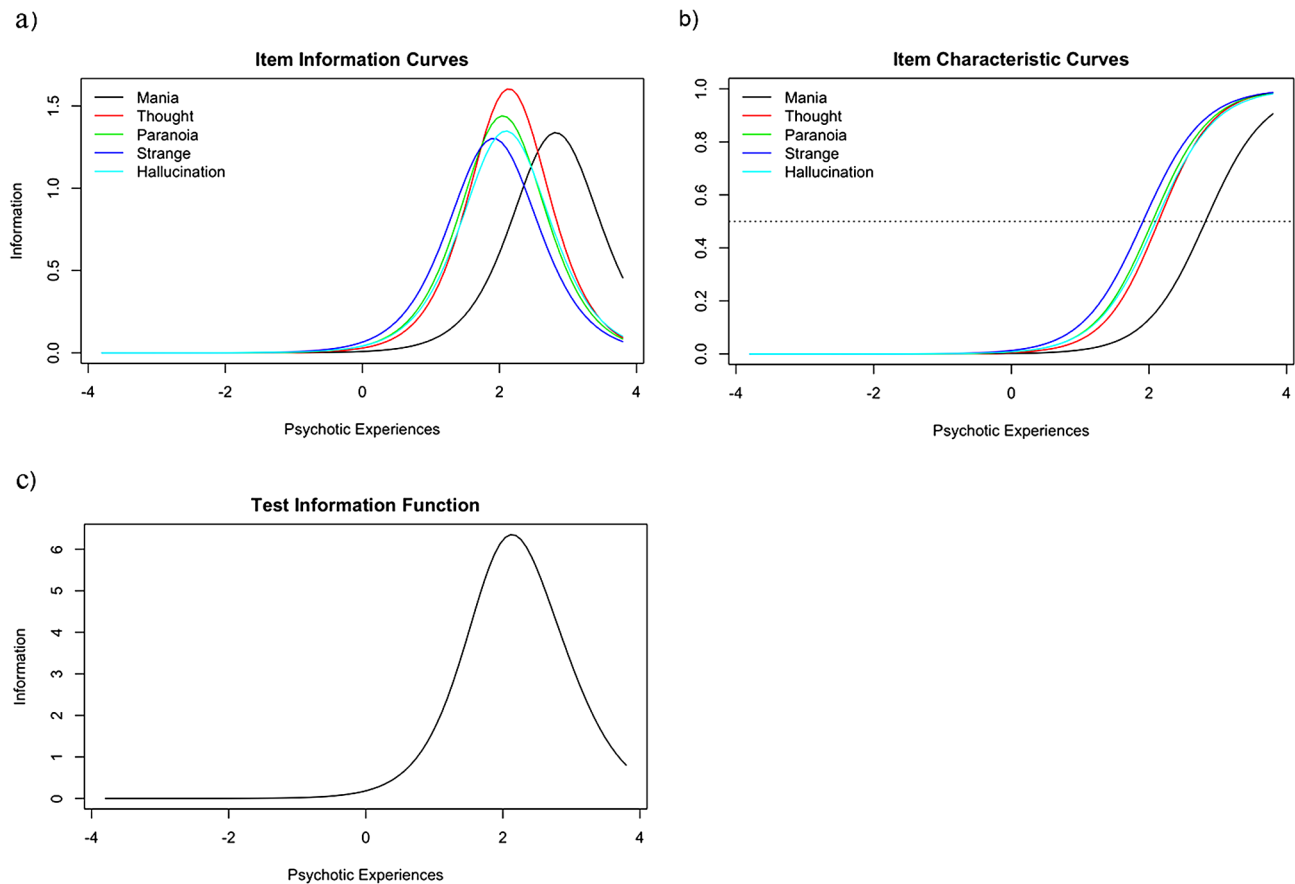 a)
Item Information Curves
Mania
Thought
Paranoia
Strange
Hallucination
Information
0.0
0.5
1.0
1.5
-4
-2
0
2
4
Psychotic Experiences
b)
Item Characteristic Curves
Mania
Thought
Paranoia
Strange
Hallucination
0.0
0.2
0.4
0.6
0.8
1.0
-4
-2
0
2
4
Psychotic Experiences
c)
Test Information Function
Information
0
1
2
3
4
5
6
-4
-2
0
2
4
Psychotic Experiences